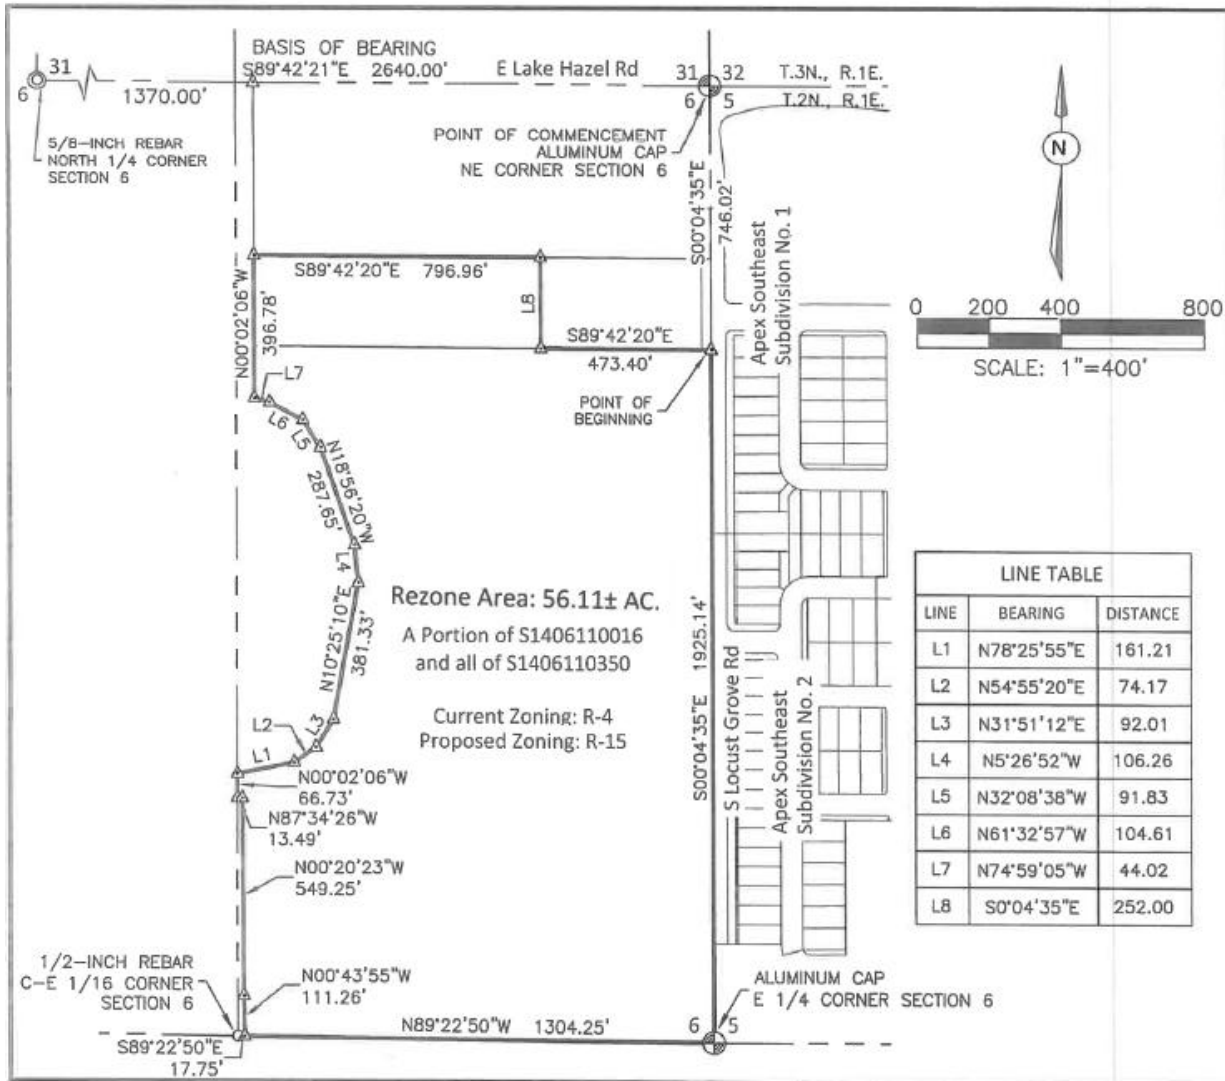 BASIS OF BEARING
S89°42'21"E 2640.00'
E Lake Hazel Rd
31
6
1370.00'
31 32
6 5
T.3N., R.1E.
T.2N., R.1E.
5/8-INCH REBAR
NORTH 1/4 CORNER
SECTION 6
POINT OF COMMENCEMENT
ALUMINUM CAP
NE CORNER SECTION 6
S00°04'35"E
746.02'
N
Apex Southeast
Subdivision No. 1
S89°42'20"E 796.96'
N00°02'06"W
396.78'
L8
S89°42'20"E
473.40'
POINT OF
BEGINNING
0 200 400 800
SCALE: 1"=400'
L7
L6
L5
N18°56'20"W
287.65'
L4
N10°25'10"E
381.33'
Rezone Area: 56.11± AC.
A Portion of S1406110016
and all of S1406110350
Current Zoning: R-4
Proposed Zoning: R-15
S00°04'35"E 1925.14'
S Locust Grove Rd
Apex Southeast
Subdivision No. 2
L3
L2
L1
N00°02'06"W
66.73'
N87°34'26"W
13.49'
N00°20'23"W
549.25'
LINE TABLE
LINE BEARING DISTANCE
L1 N78°25'55"E 161.21
L2 N54°55'20"E 74.17
L3 N31°51'12"E 92.01
L4 N5°26'52"W 106.26
L5 N32°08'38"W 91.83
L6 N61°32'57"W 104.61
L7 N74°59'05"W 44.02
L8 S0°04'35"E 252.00
1/2-INCH REBAR
C-E 1/16 CORNER
SECTION 6
N00°43'55"W
111.26'
ALUMINUM CAP
E 1/4 CORNER SECTION 6
N89°22'50"W 1304.25'
6 5
S89°22'50"E
17.75'